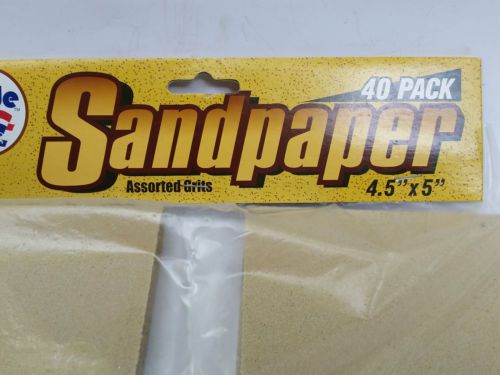 40 PACK
Sandpaper
Assorted Grits
4.5" x 5"